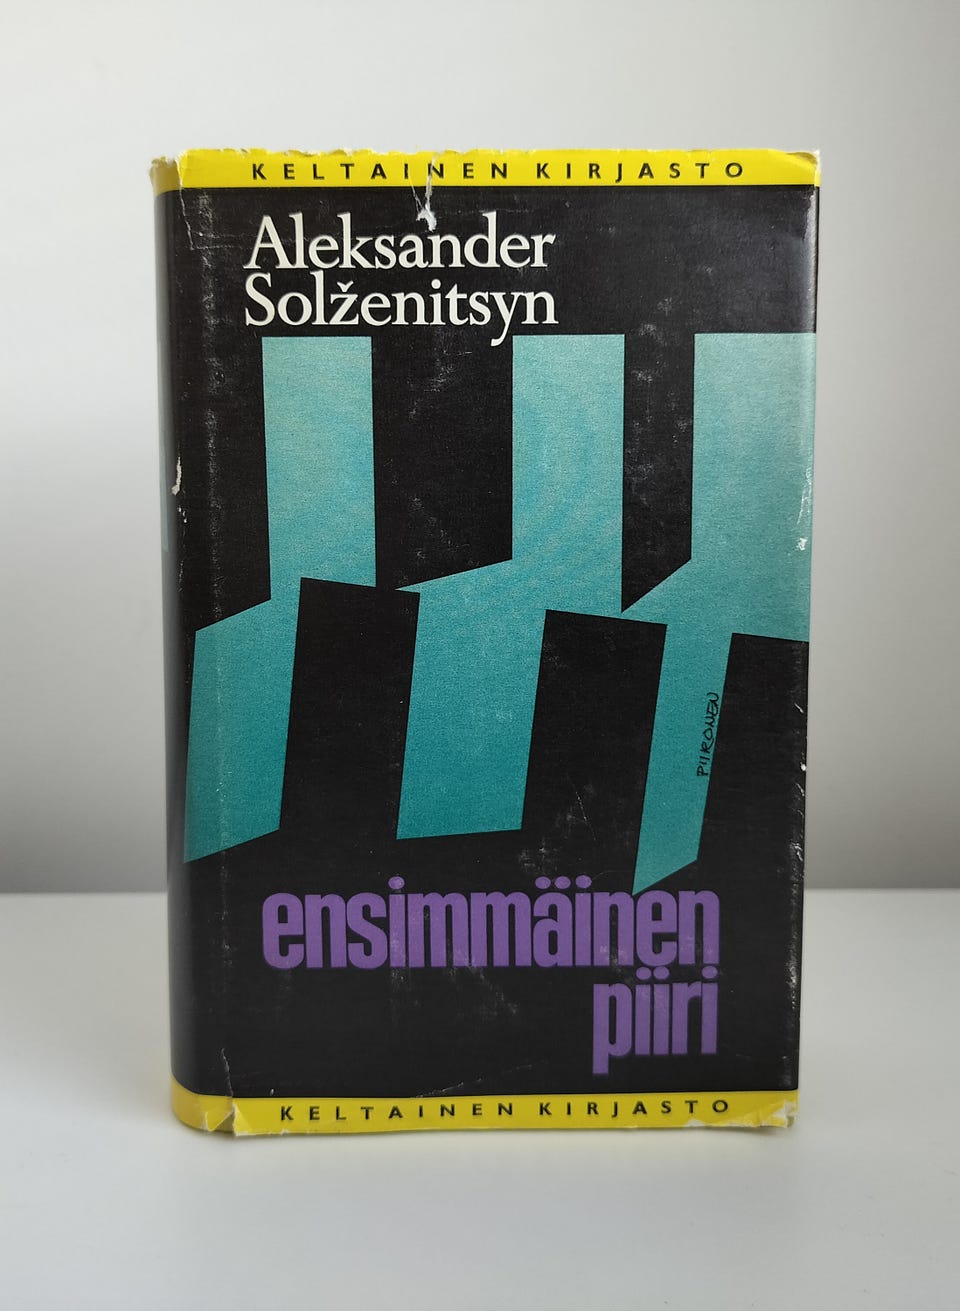 KELTAINEN KIRJASTO
Aleksander
Solženitsyn
PIIRONEN
ensimmäinen
piiri
KELTAINEN KIRJASTO